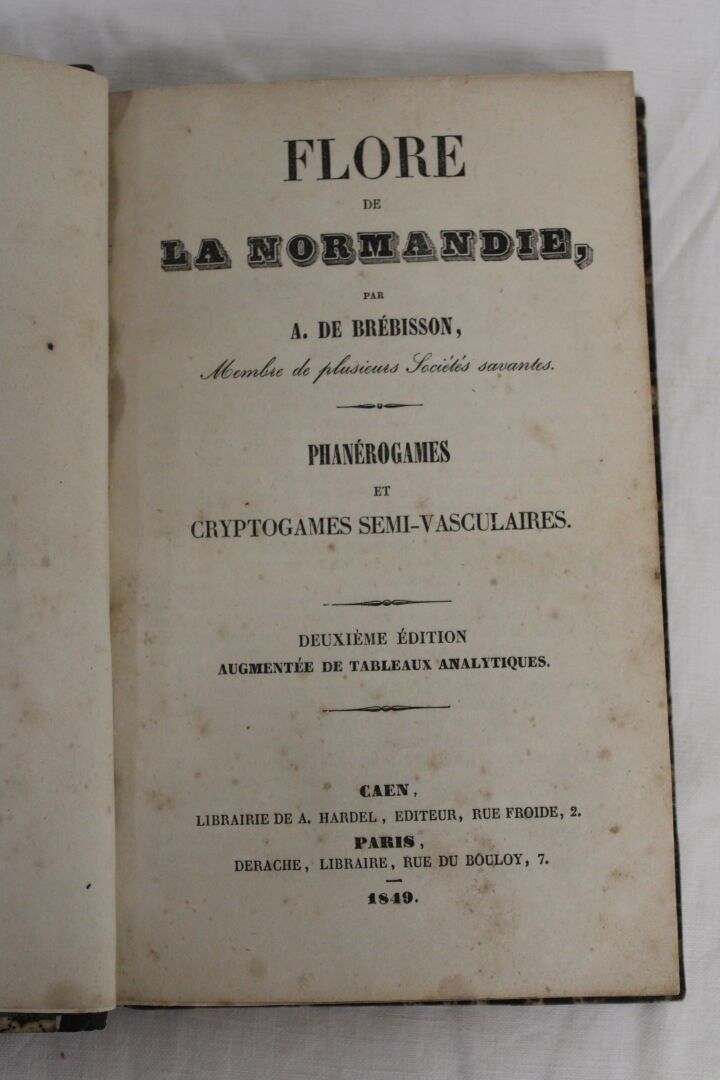 FLORE
DE
LA NORMANDIE,
PAR
A. DE BRÉBISSON,
Membre de plusieurs Sociétés savantes.
PHANÉROGAMES
ET
CRYPTOGAMES SEMI-VASCULAIRES.
DEUXIÈME ÉDITION
AUGMENTÉE DE TABLEAUX ANALYTIQUES.
CAEN,
LIBRAIRIE DE A. HARDEL, EDITEUR, RUE FROIDE, 2.
PARIS,
DERACHE, LIBRAIRE, RUE DU BOULOY, 7.
1849.